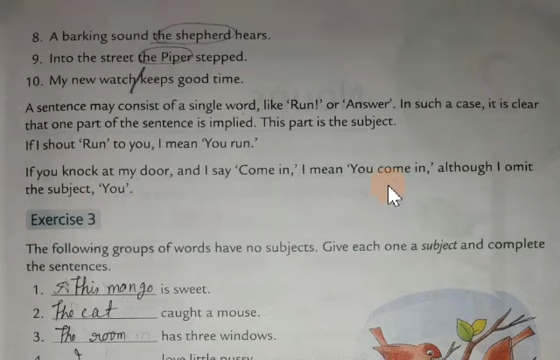 8. A barking sound the shepherd hears.
9. Into the street the Piper stepped.
10. My new watch/keeps good time.
A sentence may consist of a single word, like 'Run!' or 'Answer'. In such a case, it is clear
that one part of the sentence is implied. This part is the subject.
If I shout 'Run' to you, I mean 'You run.'
If you knock at my door, and I say 'Come in,' I mean 'You come in,' although I omit
the subject, 'You'.
Exercise 3
The following groups of words have no subjects. Give each one a subject and complete
the sentences.
1. This mango is sweet.
2. The cat caught a mouse.
3. The room has three windows.
love little pussy